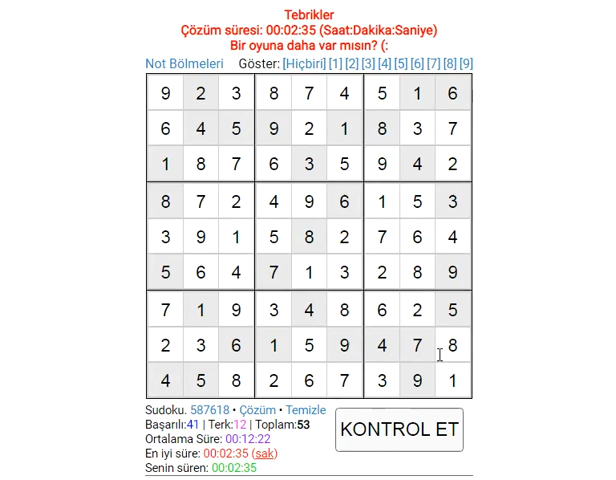 Tebrikler
Çözüm süresi: 00:02:35 (Saat:Dakika:Saniye)
Bir oyuna daha var mısın? (:
Not Bölmeleri Göster: [Hiçbiri] [1] [2] [3] [4] [5] [6] [7] [8] [9]
9 2 3 8 7 4 5 1 6
6 4 5 9 2 1 8 3 7
1 8 7 6 3 5 9 4 2
8 7 2 4 9 6 1 5 3
3 9 1 5 8 2 7 6 4
5 6 4 7 1 3 2 8 9
7 1 9 3 4 8 6 2 5
2 3 6 1 5 9 4 7 8
4 5 8 2 6 7 3 9 1
Sudoku. 587618 • Çözüm • Temizle
Başarılı:41 | Terk:12 | Toplam:53
Ortalama Süre: 00:12:22
En iyi süre: 00:02:35 (sak)
Senin süren: 00:02:35
KONTROL ET